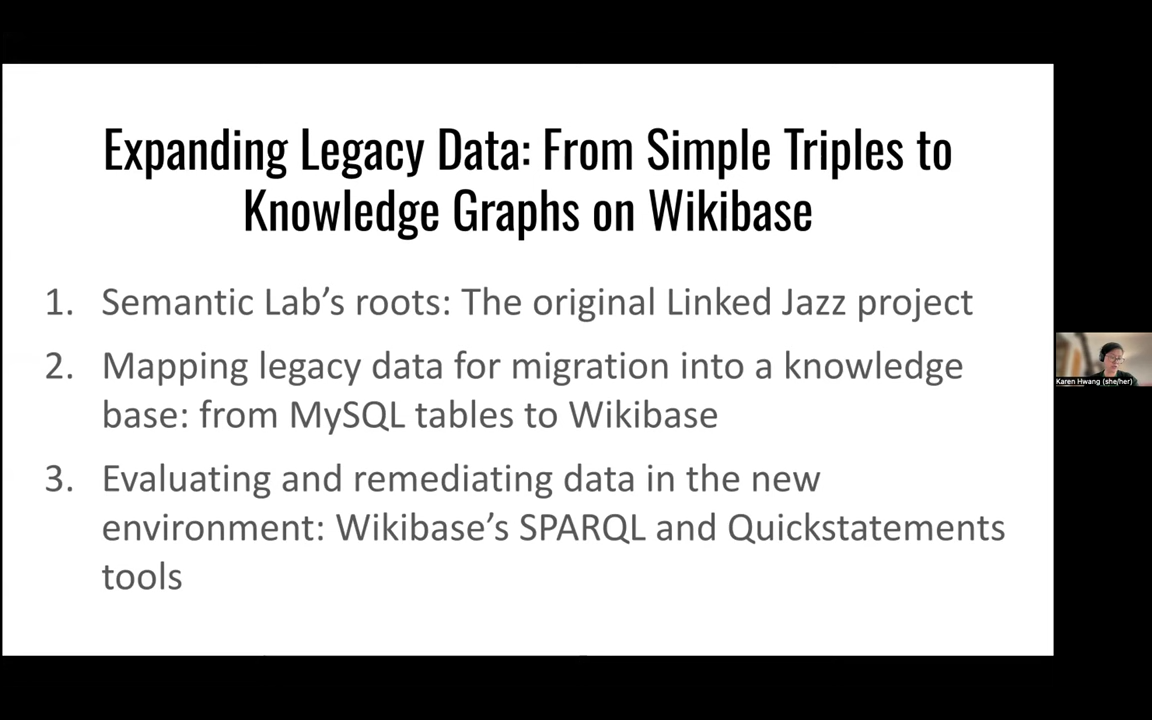 Expanding Legacy Data: From Simple Triples to
Knowledge Graphs on Wikibase
1. Semantic Lab’s roots: The original Linked Jazz project
2. Mapping legacy data for migration into a knowledge
base: from MySQL tables to Wikibase
3. Evaluating and remediating data in the new
environment: Wikibase’s SPARQL and Quickstatements
tools
Karen Hwang (she/her)